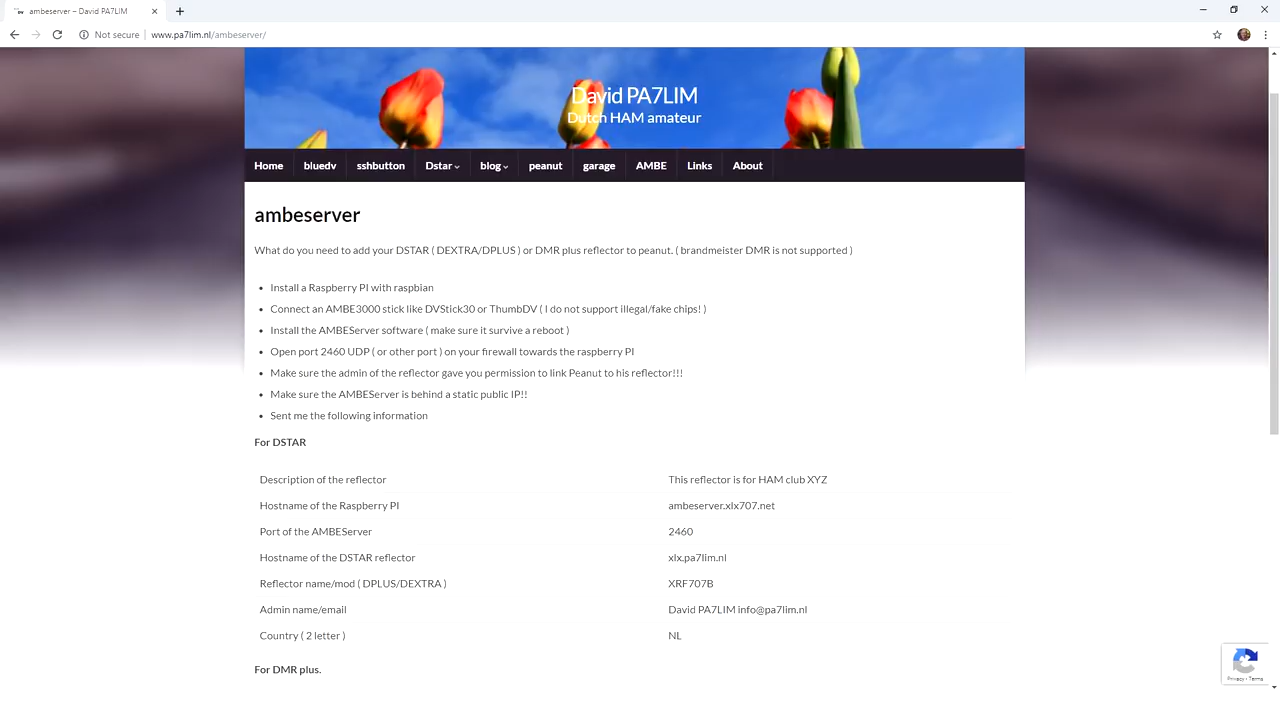 ambeserver – David PA7LIM
Not secure
www.pa7lim.nl/ambeserver/
David PA7LIM
Dutch HAM amateur
Home bluedv sshbutton Dstar blog peanut garage AMBE Links About
ambeserver
What do you need to add your DSTAR ( DEXTRA/DPLUS ) or DMR plus reflector to peanut. ( brandmeister DMR is not supported )
• Install a Raspberry PI with raspbian
• Connect an AMBE3000 stick like DVStick30 or ThumbDV ( I do not support illegal/fake chips! )
• Install the AMBEServer software ( make sure it survive a reboot )
• Open port 2460 UDP ( or other port ) on your firewall towards the raspberry PI
• Make sure the admin of the reflector gave you permission to link Peanut to his reflector!!!
• Make sure the AMBEServer is behind a static public IP!!
• Sent me the following information
For DSTAR
Description of the reflector This reflector is for HAM club XYZ
Hostname of the Raspberry PI ambeserver.xlx707.net
Port of the AMBEServer 2460
Hostname of the DSTAR reflector xlx.pa7lim.nl
Reflector name/mod ( DPLUS/DEXTRA ) XRF707B
Admin name/email David PA7LIM info@pa7lim.nl
Country ( 2 letter ) NL
For DMR plus.
Privacy - Terms